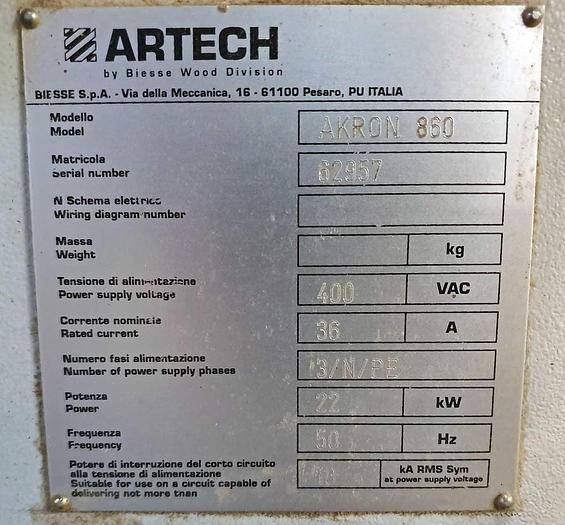 ARTECH
by Biesse Wood Division
BIESSE S.p.A. - Via della Meccanica, 16 - 61100 Pesaro, PU ITALIA
Modello
Model
AKRON 860
Matricola
Serial number
62957
N Schema elettrico
Wiring diagram number
Massa
Weight
kg
Tensione di alimentazione
Power supply voltage
400 VAC
Corrente nominale
Rated current
36 A
Numero fasi alimentazione
Number of power supply phases
3/N/PE
Potenza
Power
22 kW
Frequenza
Frequency
50 Hz
Potere di interruzione del corto circuito
alla tensione di alimentazione
Suitable for use on a circuit capable of
delivering not more than
kA RMS Sym
at power supply voltage